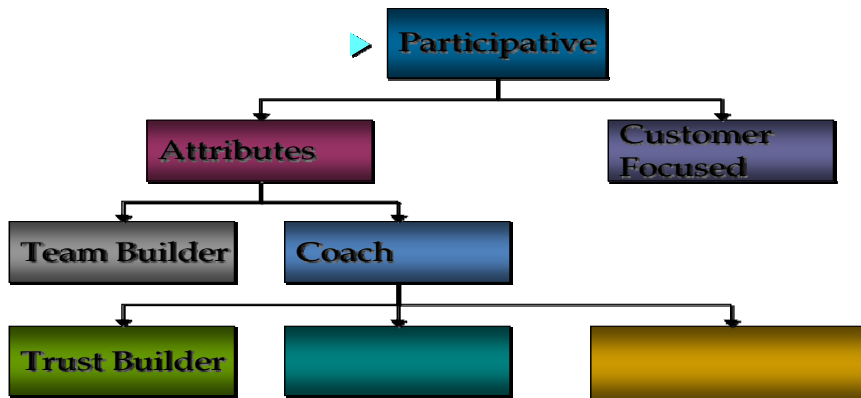 Participative
Attributes
Customer
Focused
Team Builder
Coach
Trust Builder